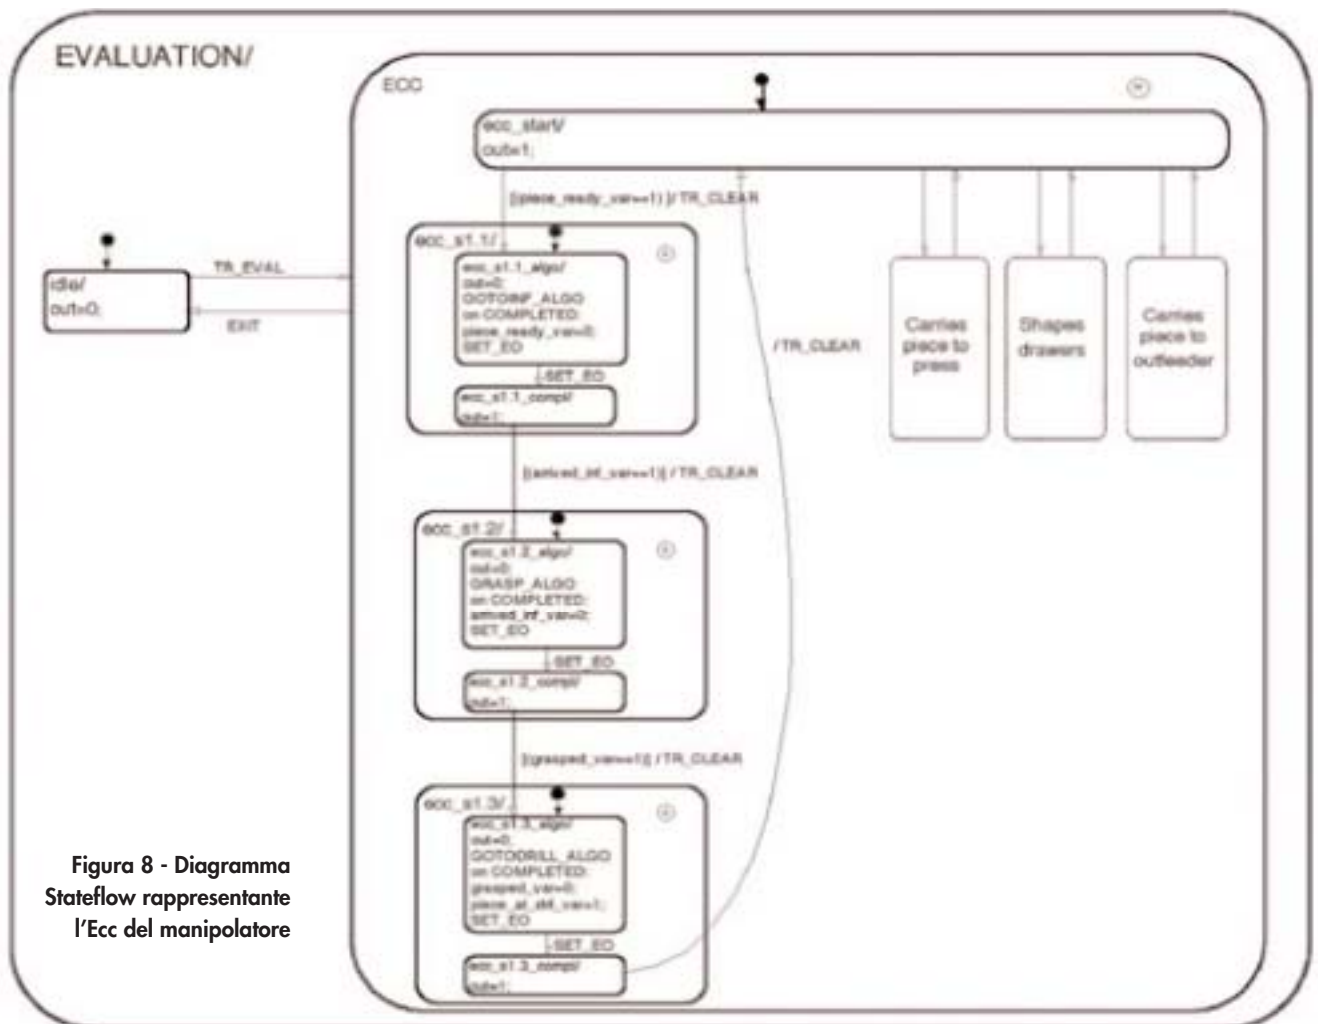 EVALUATION/
ECC
ecc_start/
out=1;
[(piece_ready_var==1)]/TR_CLEAR
ecc_s1.1/
ecc_s1.1_algo/
out=0;
GOTOINF_ALGO
on COMPLETED:
piece_ready_var=0;
SET_EO
SET_EO
ecc_s1.1_compl/
out=1;
idle/
out=0;
TR_EVAL
EXIT
/TR_CLEAR
Carries
piece to
press
Shapes
drawers
Carries
piece to
outfeeder
[(arrived_inf_var==1)] / TR_CLEAR
ecc_s1.2/
ecc_s1.2_algo/
out=0;
GRASP_ALGO
on COMPLETED:
arrived_inf_var=0;
SET_EO
SET_EO
ecc_s1.2_compl/
out=1;
[(grasped_var==1)] / TR_CLEAR
ecc_s1.3/
ecc_s1.3_algo/
out=0;
GOTODRILL_ALGO
on COMPLETED:
grasped_var=0;
SET_EO
SET_EO
ecc_s1.3_compl/
out=1;
Figura 8 - Diagramma
Stateflow rappresentante
l'Ecc del manipolatore